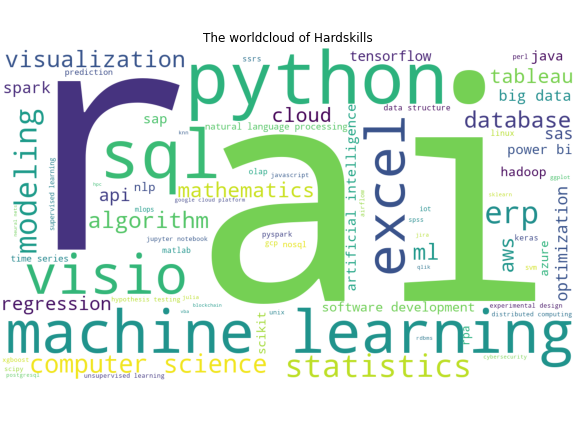 The worldcloud of Hardskills
visualization
prediction
ssrs
tensorflow
perl
java
spark
r
python
tableau
big data
sap
cloud
data structure
database
natural language processing
linux
sas
sql
knn
ai
excel
power bi
modeling
supervised learning
artificial intelligence
olap
javascript
hadoop
ggplot
api
nlp
mathematics
google cloud platform
airflow
sklearn
optimization
mlops
algorithm
iot
spss
erp
pyspark
jira
keras
jupyter notebook
nosql
matlab
ml
aws
azure
time series
qlik
visio
regression
hypothesis testing
blockchain
unix
software development
experimental design
distributed computing
vba
machine learning
scikit
rdbms
rpa
cybersecurity
xgboost
scipy
postgresql
computer science
unsupervised learning
statistics